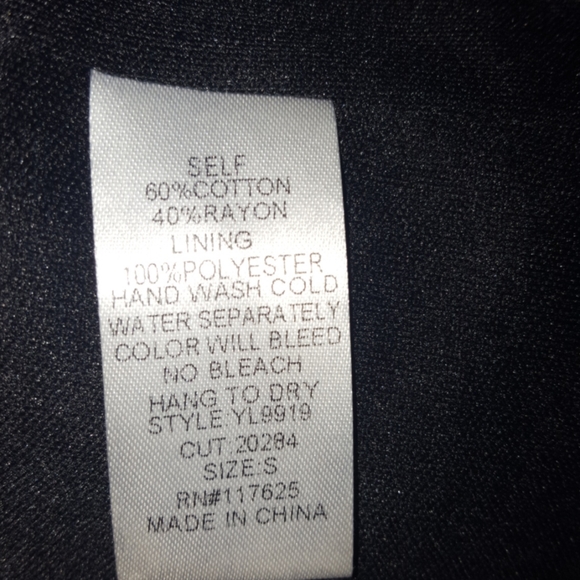 SELF
60%COTTON
40%RAYON
LINING
100%POLYESTER
HAND WASH COLD
WATER SEPARATELY
COLOR WILL BLEED
NO BLEACH
HANG TO DRY
STYLE:YL9919
CUT:20284
SIZE:S
RN#117625
MADE IN CHINA